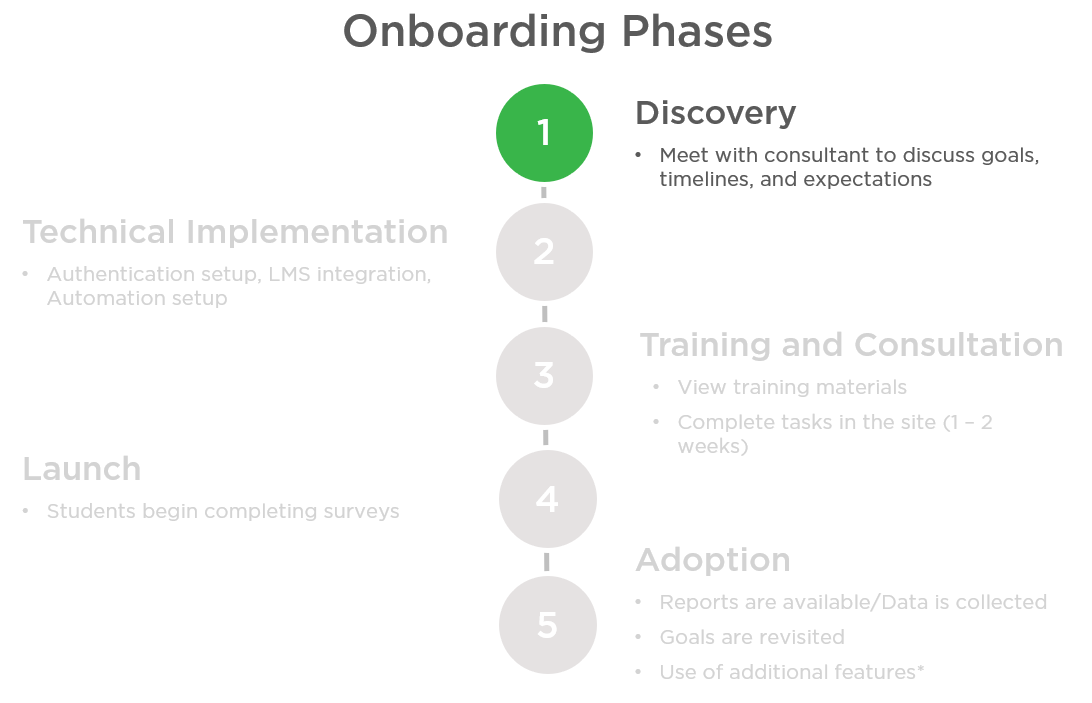 Onboarding Phases
1
Discovery
• Meet with consultant to discuss goals,
timelines, and expectations
2
Technical Implementation
• Authentication setup, LMS integration,
Automation setup
3
Training and Consultation
• View training materials
• Complete tasks in the site (1 – 2
weeks)
4
Launch
• Students begin completing surveys
5
Adoption
• Reports are available/Data is collected
• Goals are revisited
• Use of additional features*